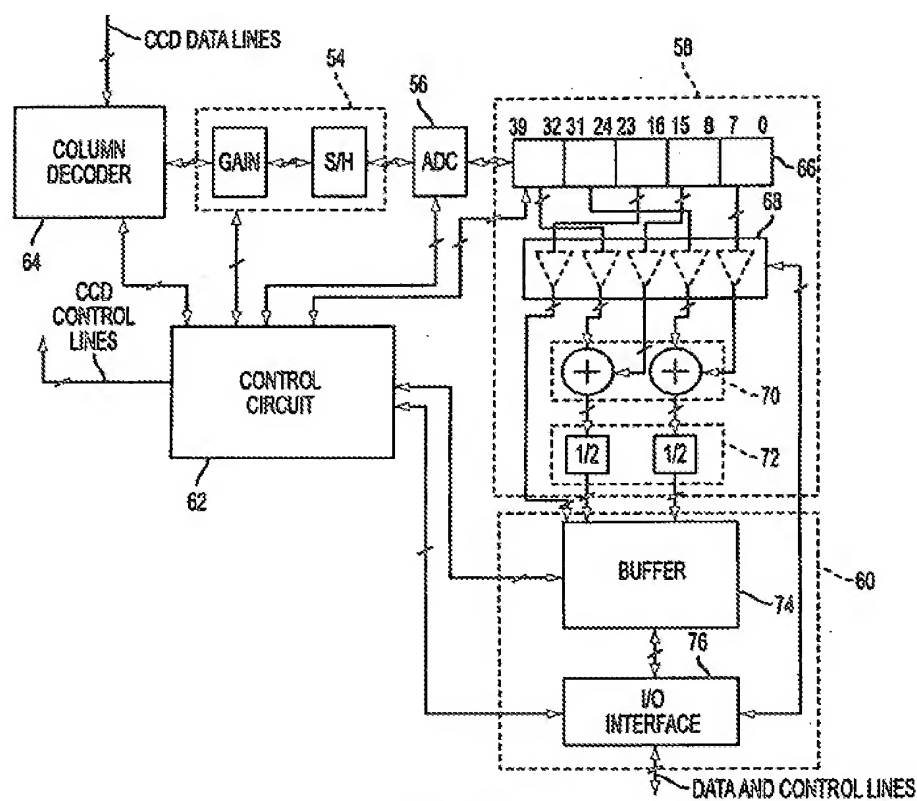 CCD DATA LINES
54
58
56
39 32 31 24 23 16 15 8 7 0
COLUMN
DECODER
GAIN
S/H
ADC
66
68
64
CCD
CONTROL
LINES
CONTROL
CIRCUIT
+
+
70
1/2
1/2
72
62
BUFFER
60
74
76
I/O
INTERFACE
DATA AND CONTROL LINES